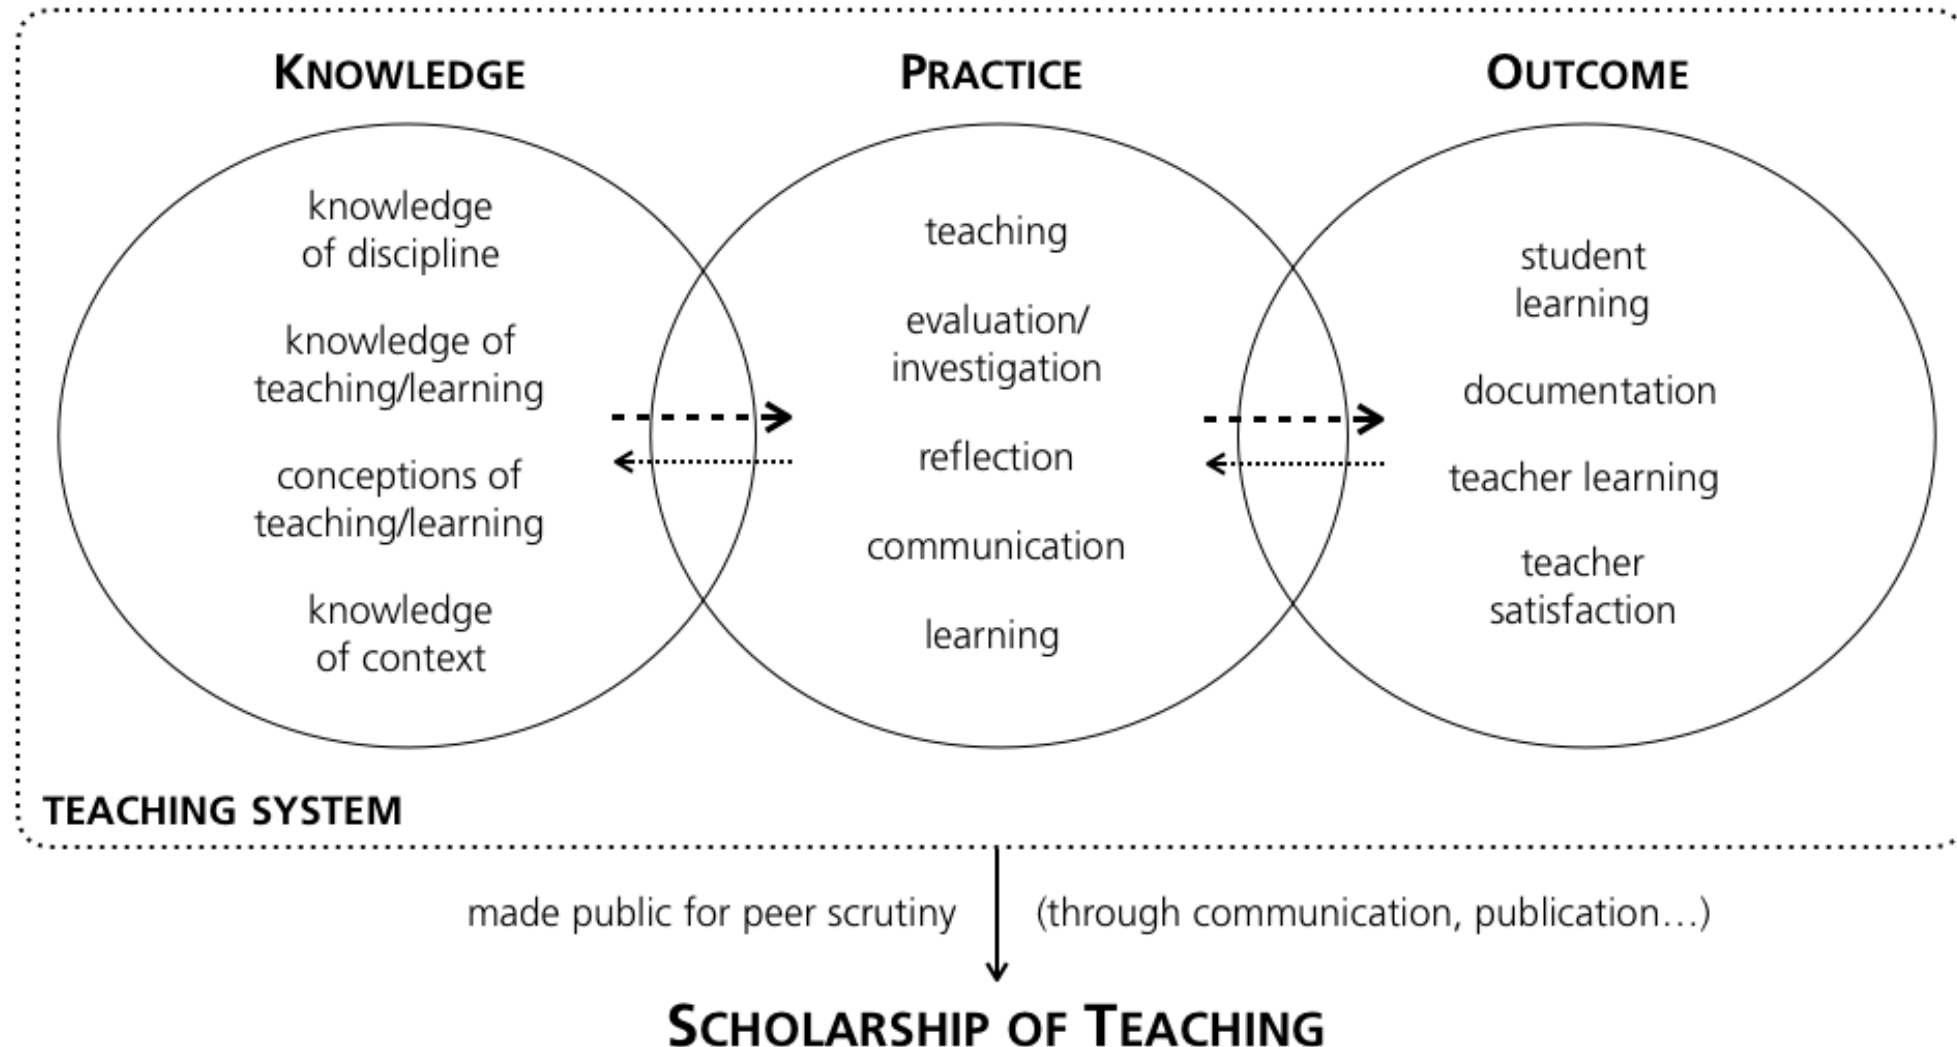 KNOWLEDGE
knowledge
of discipline
knowledge of
teaching/learning
conceptions of
teaching/learning
knowledge
of context
PRACTICE
teaching
evaluation/
investigation
reflection
communication
learning
OUTCOME
student
learning
documentation
teacher learning
teacher
satisfaction
TEACHING SYSTEM
made public for peer scrutiny
(through communication, publication…)
SCHOLARSHIP OF TEACHING